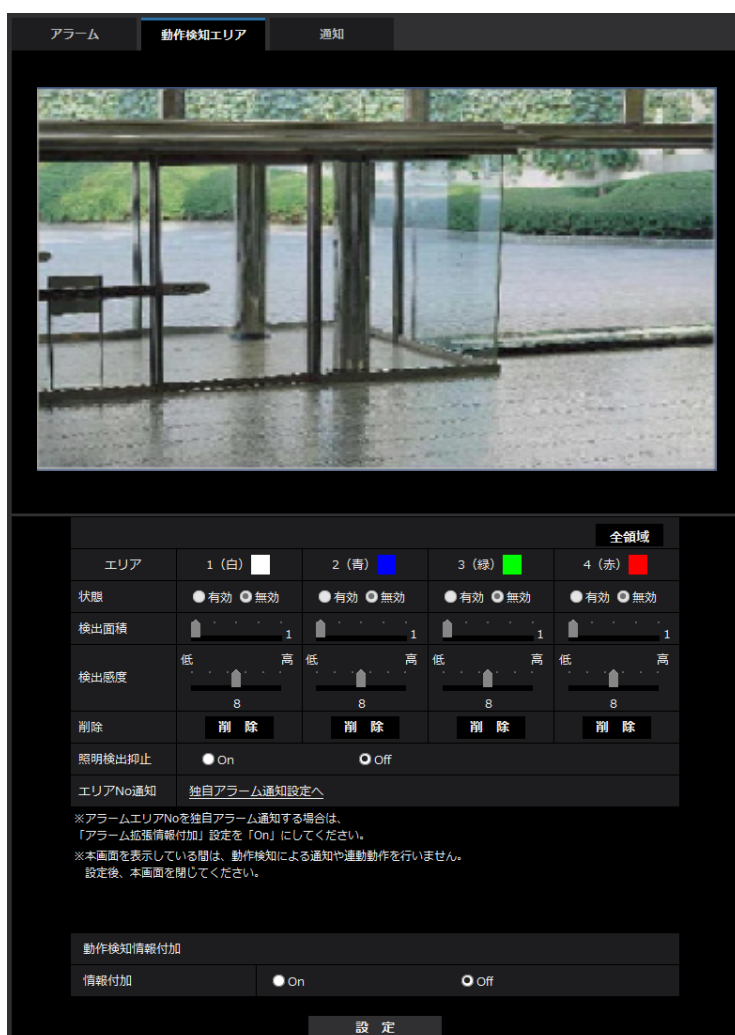 アラーム 動作検知エリア 通知
全領域
エリア 1（白） 2（青） 3（緑） 4（赤）
状態 有効 無効 有効 無効 有効 無効 有効 無効
検出面積 1 1 1 1
検出感度 低 高 低 高 低 高 低 高
8 8 8 8
削除 削 除 削 除 削 除 削 除
照明検出抑止 On Off
エリアNo通知 独自アラーム通知設定へ
※アラームエリアNoを独自アラーム通知する場合は、
「アラーム拡張情報付加」設定を「On」にしてください。
※本画面を表示している間は、動作検知による通知や連動動作を行いません。
設定後、本画面を閉じてください。
動作検知情報付加
情報付加 On Off
設 定